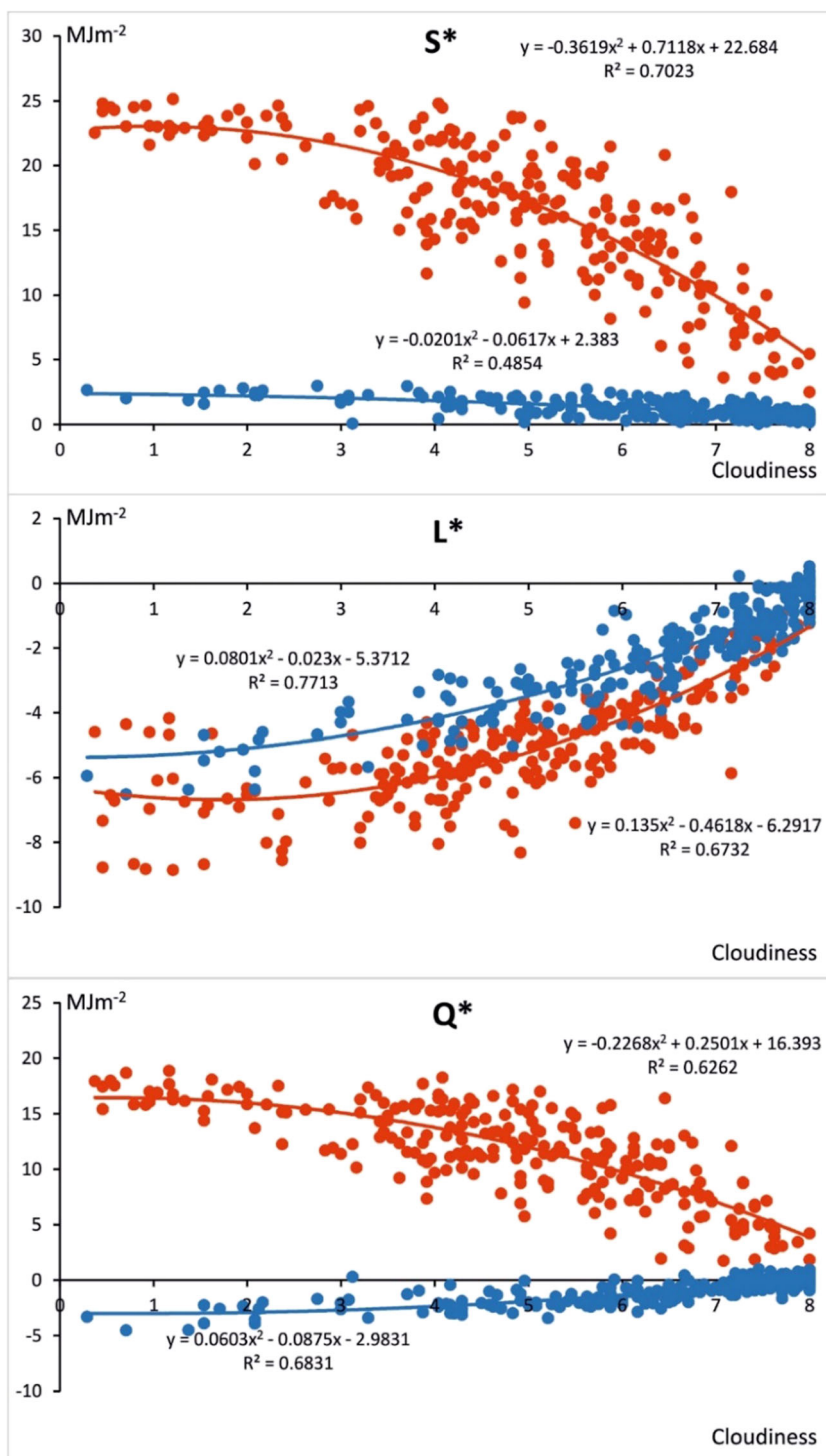 30
MJm⁻²
S*
y = -0.3619x² + 0.7118x + 22.684
R² = 0.7023
25
20
15
10
y = -0.0201x² - 0.0617x + 2.383
R² = 0.4854
5
0
0 1 2 3 4 5 6 7 8
Cloudiness
2
MJm⁻²
L*
0
0 1 2 3 4 5 6 7 8
-2
y = 0.0801x² - 0.023x - 5.3712
R² = 0.7713
-4
-6
y = 0.135x² - 0.4618x - 6.2917
R² = 0.6732
-8
-10
Cloudiness
25
MJm⁻²
Q*
y = -0.2268x² + 0.2501x + 16.393
R² = 0.6262
20
15
10
5
0
0 1 2 3 4 5 6 7 8
-5
y = 0.0603x² - 0.0875x - 2.9831
R² = 0.6831
-10
Cloudiness